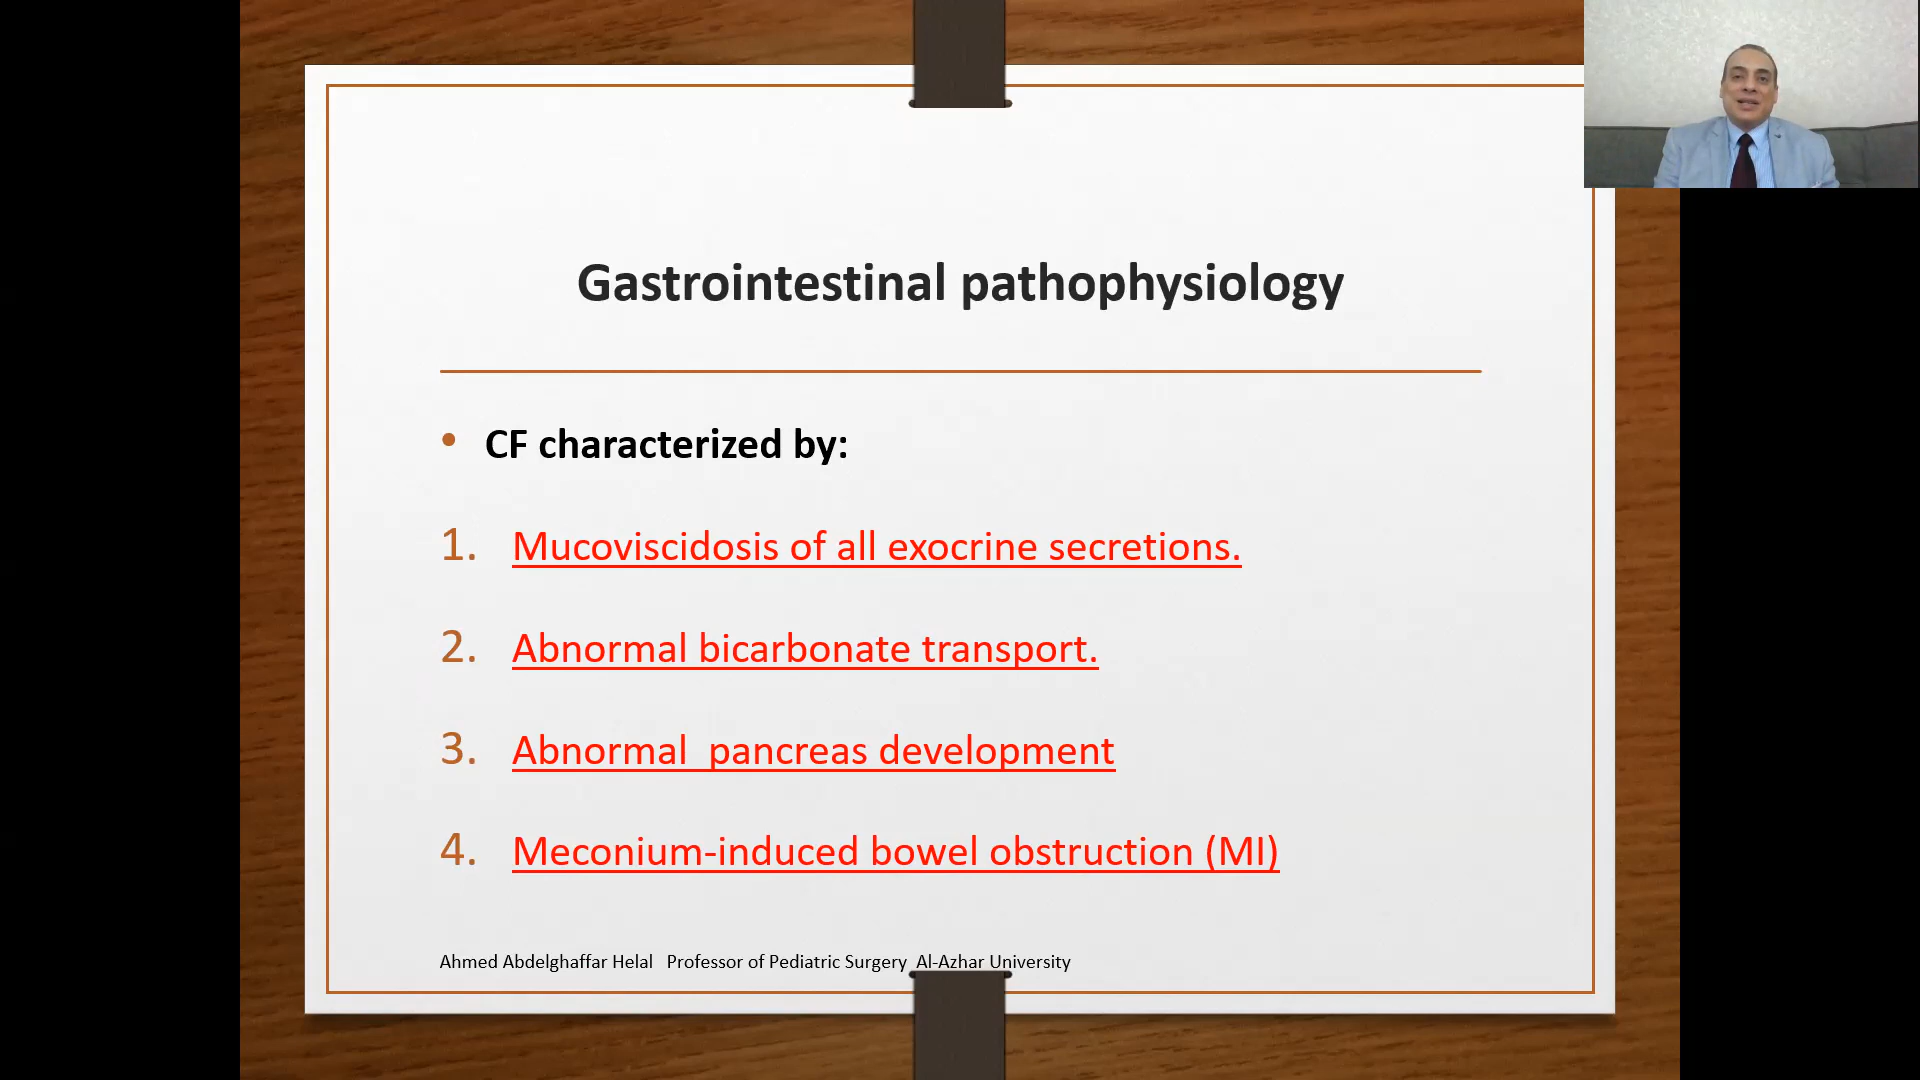 Gastrointestinal pathophysiology
• CF characterized by:
1. Mucoviscidosis of all exocrine secretions.
2. Abnormal bicarbonate transport.
3. Abnormal  pancreas development
4. Meconium-induced bowel obstruction (MI)
Ahmed Abdelghaffar Helal   Professor of Pediatric Surgery  Al-Azhar University